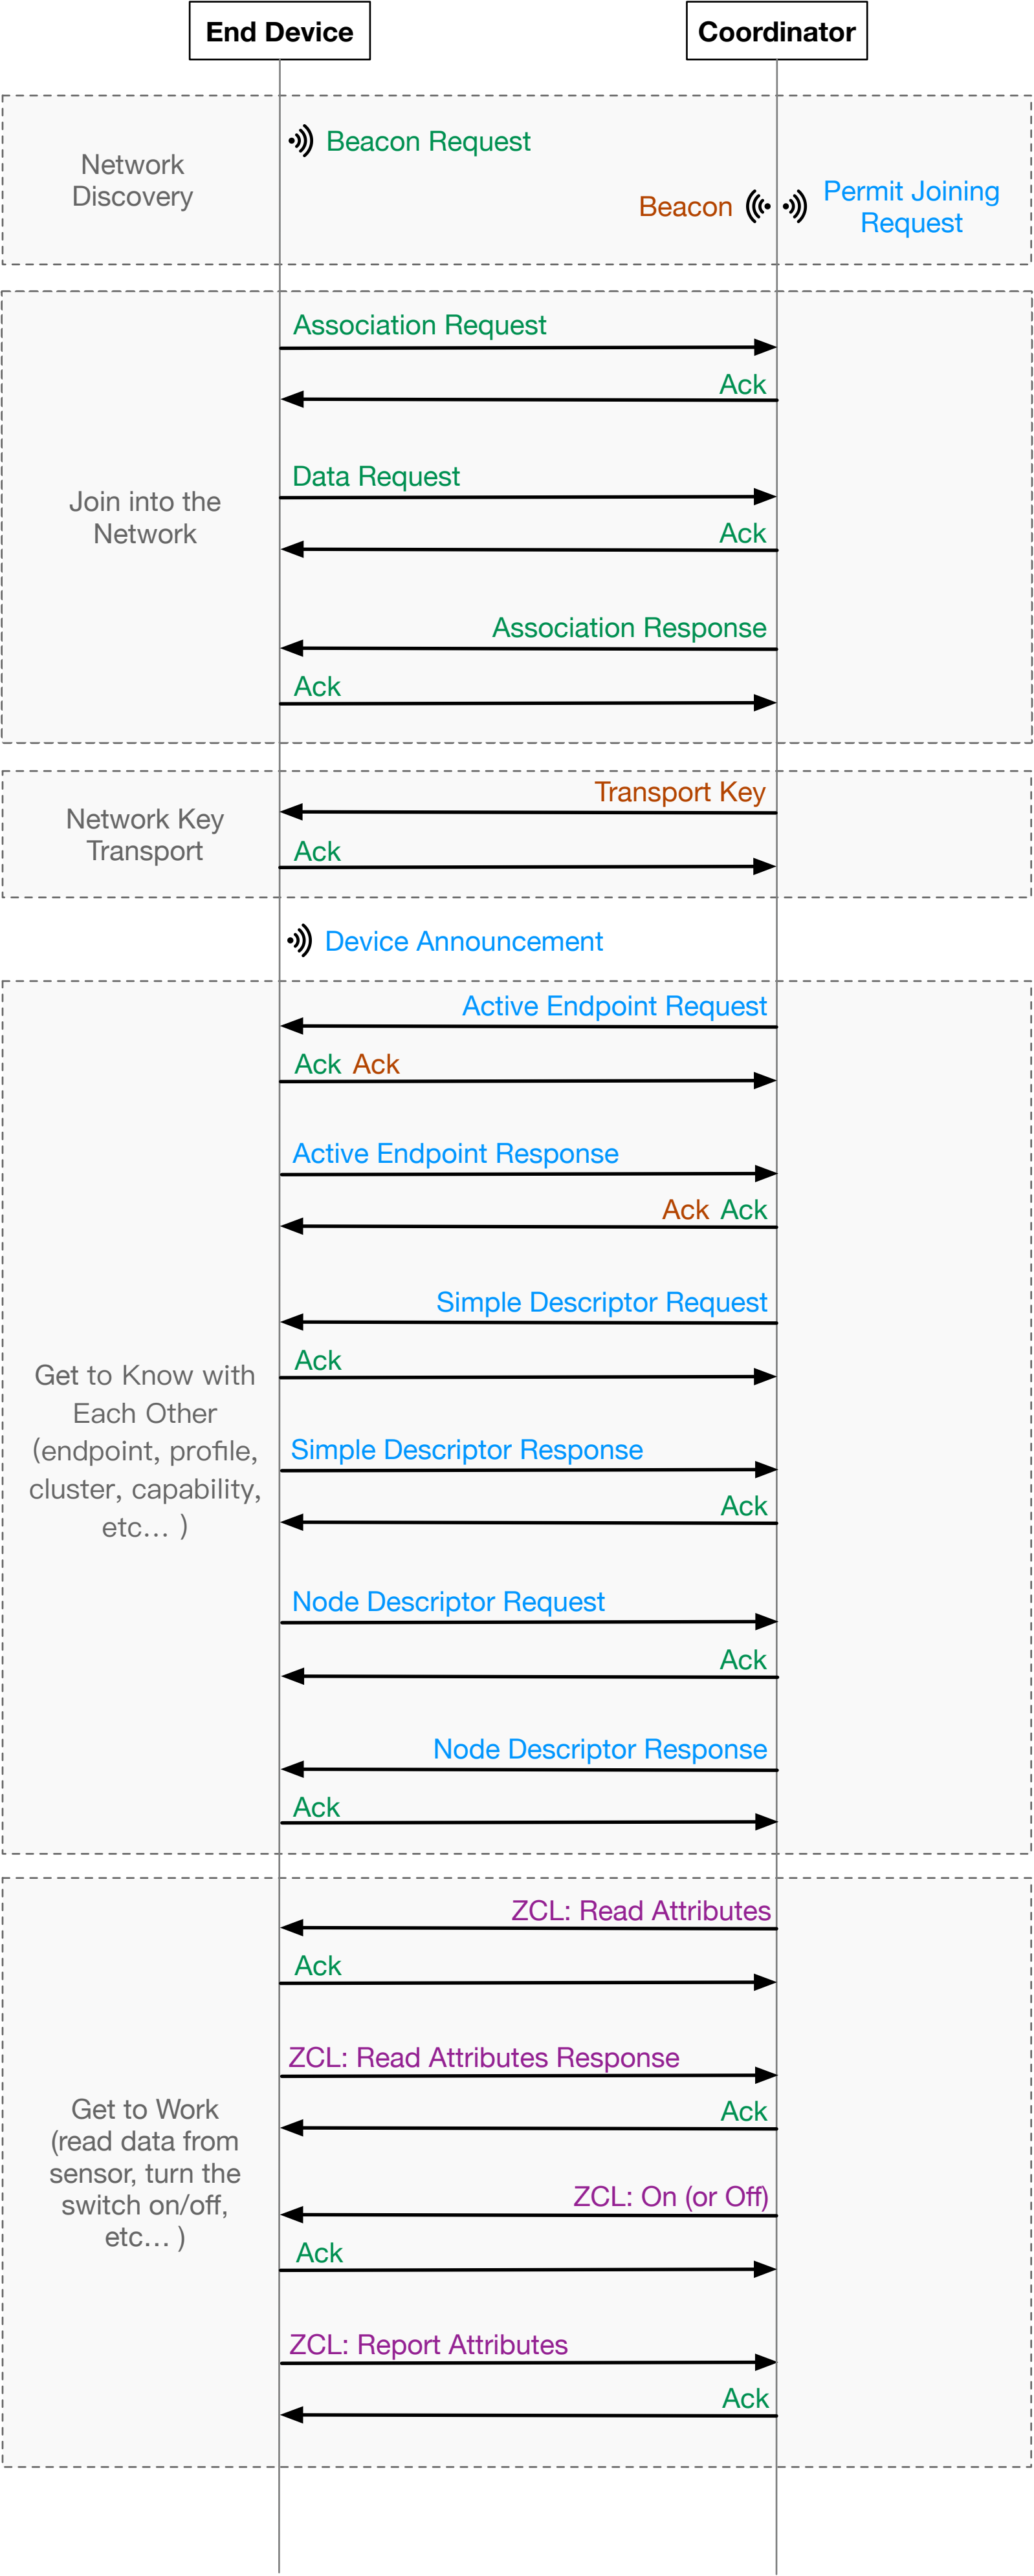 End Device
Coordinator
Network
Discovery
Beacon Request
Beacon
Permit Joining
Request
Join into the
Network
Association Request
Ack
Data Request
Ack
Association Response
Ack
Network Key
Transport
Transport Key
Ack
Device Announcement
Get to Know with
Each Other
(endpoint, profile,
cluster, capability,
etc... )
Active Endpoint Request
Ack Ack
Active Endpoint Response
Ack Ack
Simple Descriptor Request
Ack
Simple Descriptor Response
Ack
Node Descriptor Request
Ack
Node Descriptor Response
Ack
Get to Work
(read data from
sensor, turn the
switch on/off,
etc... )
ZCL: Read Attributes
Ack
ZCL: Read Attributes Response
Ack
ZCL: On (or Off)
Ack
ZCL: Report Attributes
Ack